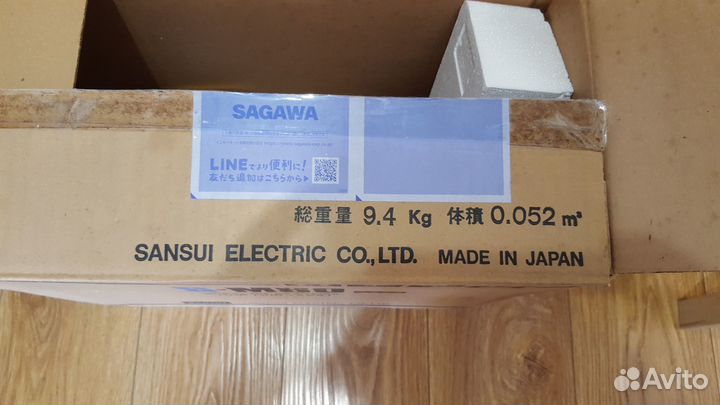 SAGAWA
LINEでより便利に!
友だち追加はこちらから
総重量 9.4 Kg 体積 0.052 m³
SANSUI ELECTRIC CO., LTD. MADE IN JAPAN
Avito